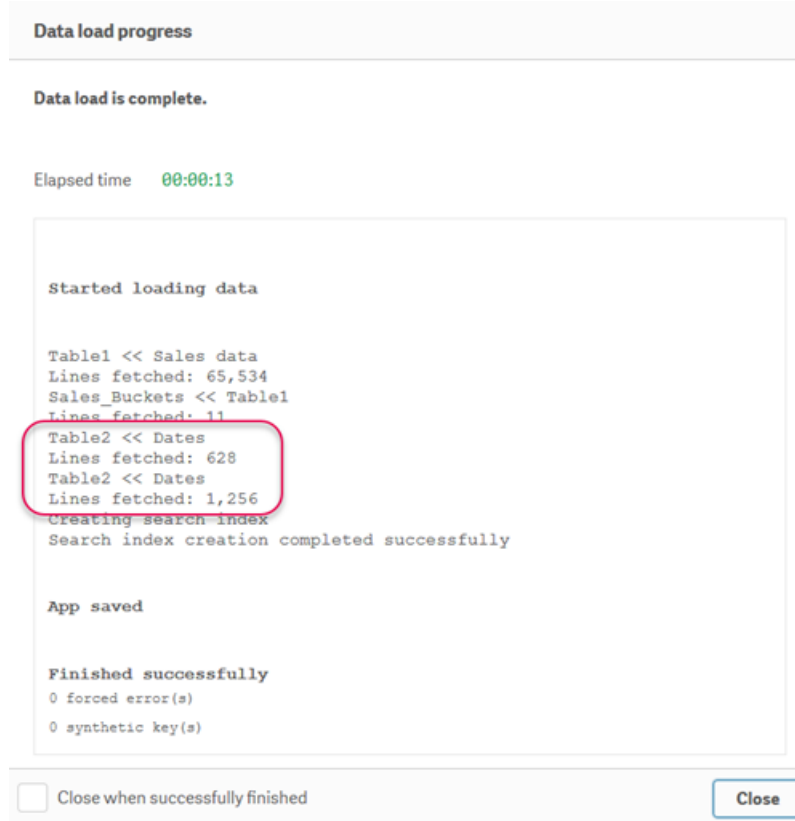 Data load progress
Data load is complete.
Elapsed time 00:00:13
Started loading data
Table1 << Sales data
Lines fetched: 65,534
Sales_Buckets << Table1
Lines fetched: 11
Table2 << Dates
Lines fetched: 628
Table2 << Dates
Lines fetched: 1,256
Creating search index
Search index creation completed successfully
App saved
Finished successfully
0 forced error(s)
0 synthetic key(s)
Close when successfully finished
Close